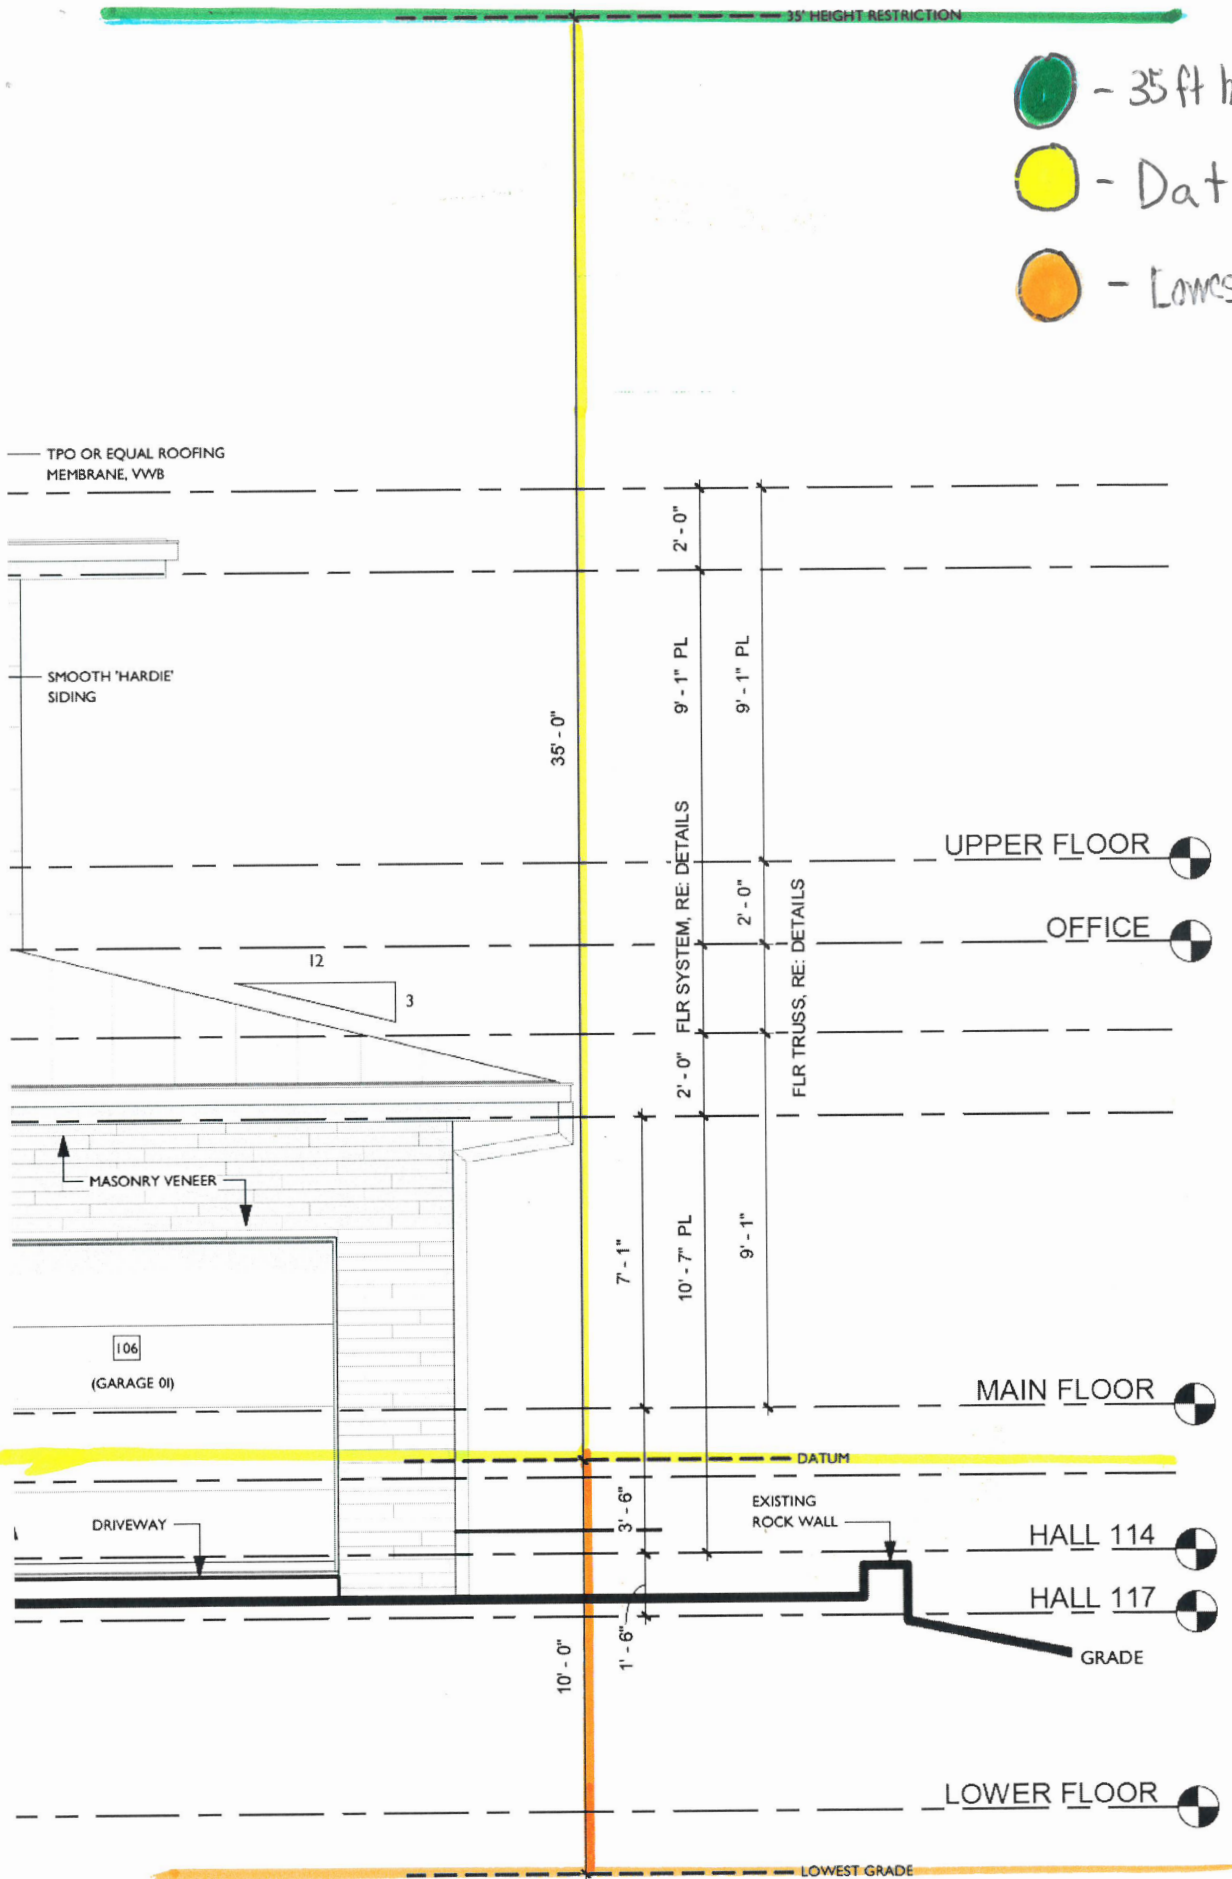 35' HEIGHT RESTRICTION
- 35 ft
- Dat
- Lowes
TPO OR EQUAL ROOFING
MEMBRANE, VWB
2' - 0"
SMOOTH 'HARDIE'
SIDING
9' - 1" PL
9' - 1" PL
35' - 0"
FLR SYSTEM, RE: DETAILS
UPPER FLOOR
2' - 0"
FLR TRUSS, RE: DETAILS
OFFICE
12
3
2' - 0"
MASONRY VENEER
7' - 1"
10' - 7" PL
9' - 1"
106
(GARAGE 01)
MAIN FLOOR
DATUM
3' - 6"
EXISTING
ROCK WALL
DRIVEWAY
HALL 114
HALL 117
1' - 6"
GRADE
10' - 0"
LOWER FLOOR
LOWEST GRADE